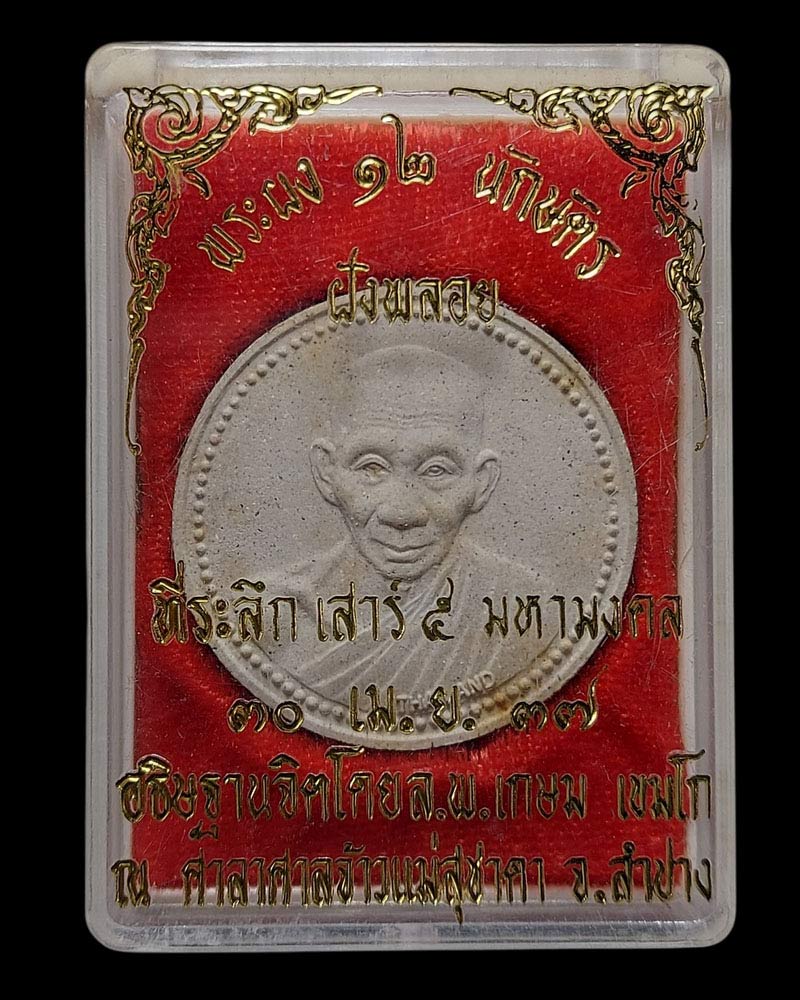 พระผง ๑๒ นักษัตร
ฝังพลอย
THAILAND
ที่ระลึก เสาร์ ๕ มหามงคล
๓๐ เม.ย. ๓๗
อธิษฐานจิตโดยล.พ.เกษม เขมโก
ณ ศาลาศาลจ้าวแม่สุชาดา จ.ลำปาง